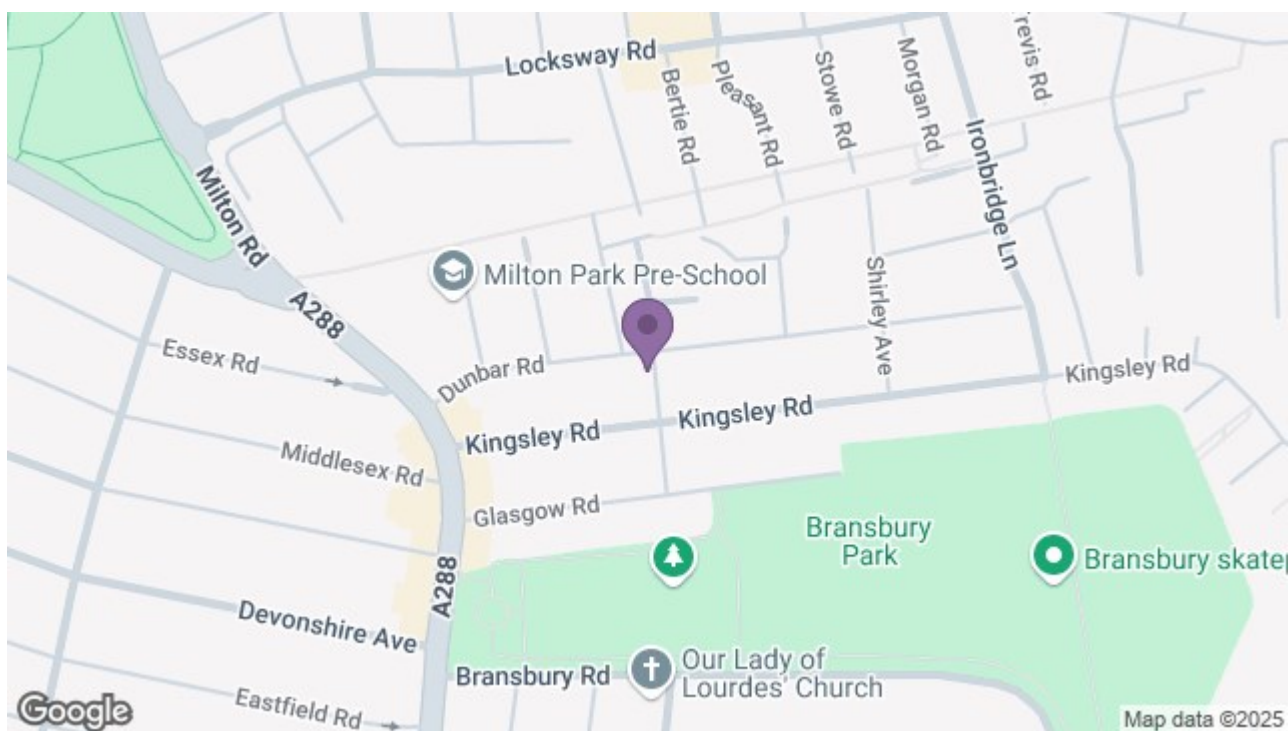 Locksway Rd
Bertie Rd
Pleasant Rd
Stowe Rd
Morgan Rd
Trevis Rd
Milton Rd
Ironbridge Ln
Milton Park Pre-School
Shirley Ave
A288
Essex Rd
Dunbar Rd
Kingsley Rd
Kingsley Rd
Kingsley Rd
Middlesex Rd
Glasgow Rd
Bransbury
Park
Bransbury skatep
A288
Devonshire Ave
Bransbury Rd
Our Lady of
Lourdes' Church
Eastfield Rd
Google
Map data ©2025